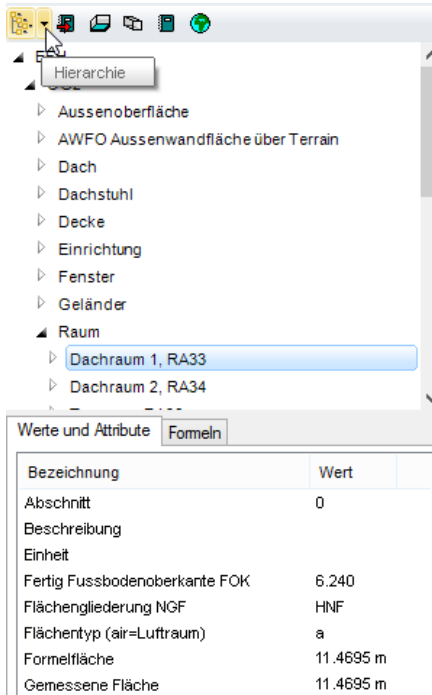 Hierarchie
Aussenoberfläche
AWFO Aussenwandfläche über Terrain
Dach
Dachstuhl
Decke
Einrichtung
Fenster
Geländer
Raum
Dachraum 1, RA33
Dachraum 2, RA34
Werte und Attribute Formeln
Bezeichnung Wert
Abschnitt 0
Beschreibung
Einheit
Fertig Fussbodenoberkante FOK 6.240
Flächengliederung NGF HNF
Flächentyp (air=Luftraum) a
Formelfläche 11.4695 m
Gemessene Fläche 11.4695 m